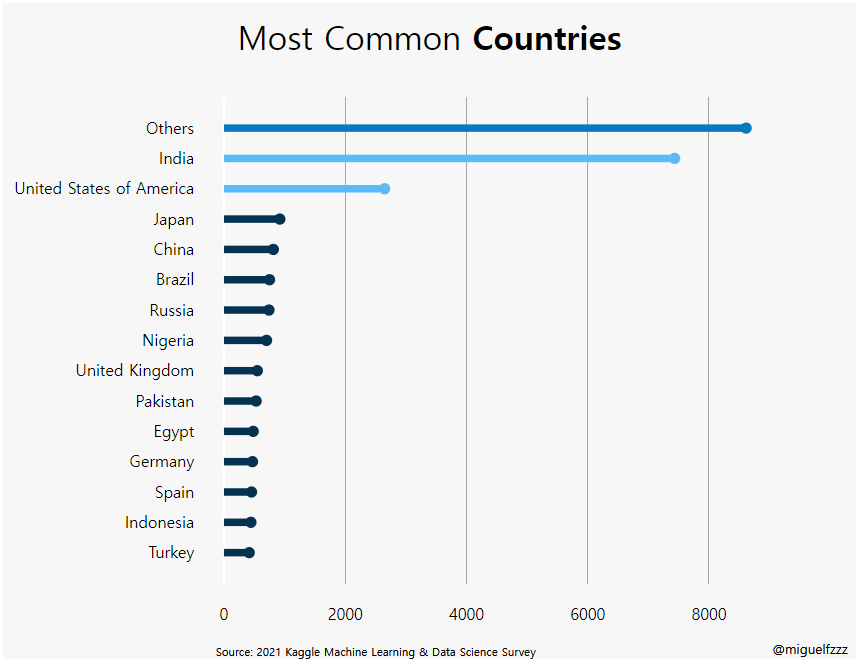 Most Common Countries
Others
India
United States of America
Japan
China
Brazil
Russia
Nigeria
United Kingdom
Pakistan
Egypt
Germany
Spain
Indonesia
Turkey
0 2000 4000 6000 8000
Source: 2021 Kaggle Machine Learning & Data Science Survey
@miguelfzzz